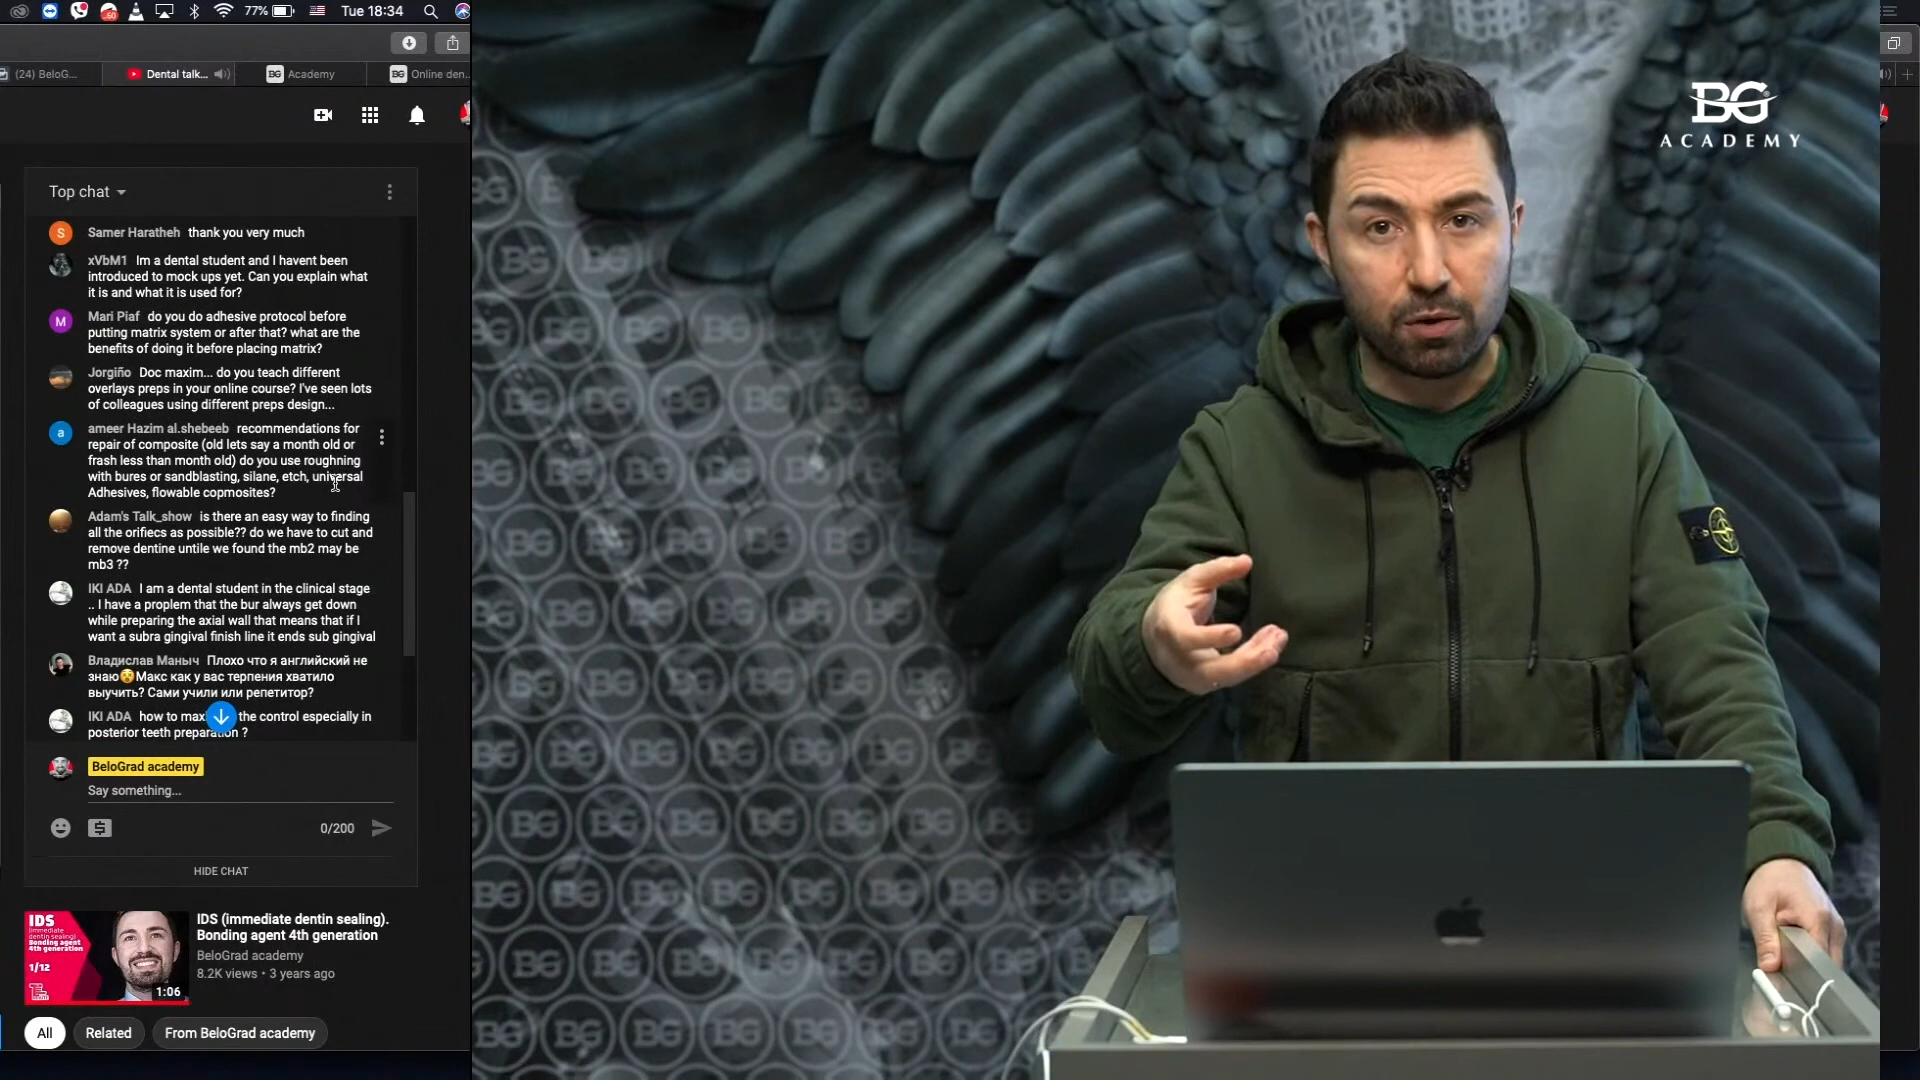 77%
Tue 18:34
(24) BeloG...
Dental talk...
BG Academy
BG Online den...
Top chat
S Samer Haratheh thank you very much
xVbM1 Im a dental student and I havent been
introduced to mock ups yet. Can you explain what
it is and what it is used for?
M Mari Piaf do you do adhesive protocol before
putting matrix system or after that? what are the
benefits of doing it before placing matrix?
Jorgiño Doc maxim... do you teach different
overlays preps in your online course? I've seen lots
of colleagues using different preps design...
a ameer Hazim al.shebeeb recommendations for
repair of composite (old lets say a month old or
frash less than month old) do you use roughning
with bures or sandblasting, silane, etch, universal
Adhesives, flowable copmosites?
Adam's Talk_show is there an easy way to finding
all the orifiecs as possible?? do we have to cut and
remove dentine untile we found the mb2 may be
mb3 ??
IKI ADA I am a dental student in the clinical stage
.. I have a proplem that the bur always get down
while preparing the axial wall that means that if I
want a subra gingival finish line it ends sub gingival
Владислав Маныч Плохо что я английский не
знаю😵Макс как у вас терпения хватило
выучить? Сами учили или репетитор?
IKI ADA how to the control especially in
posterior teeth preparation ?
BeloGrad academy
Say something...
0/200
HIDE CHAT
IDS
(immediate
dentin sealing)
Bonding agent
4th generation
1/12
1:06
IDS (immediate dentin sealing).
Bonding agent 4th generation
BeloGrad academy
8.2K views • 3 years ago
All
Related
From BeloGrad academy
BG
ACADEMY